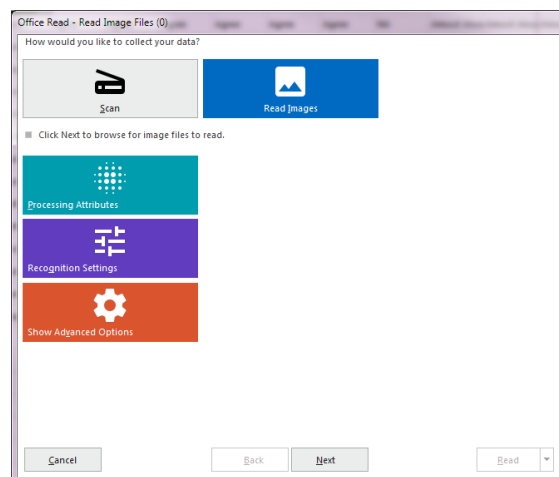 Office Read - Read Image Files (0)
How would you like to collect your data?
Scan
Read Images
Click Next to browse for image files to read.
Processing Attributes
Recognition Settings
Show Advanced Options
Cancel
Back
Next
Read